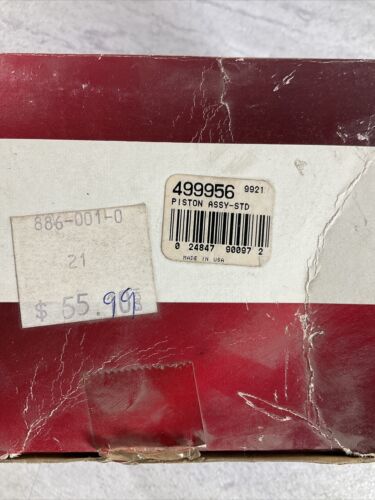 499956 9921
PISTON ASSY-STD
0 24847 90097 2
MADE IN USA
886-001-0
21
$ 55.99